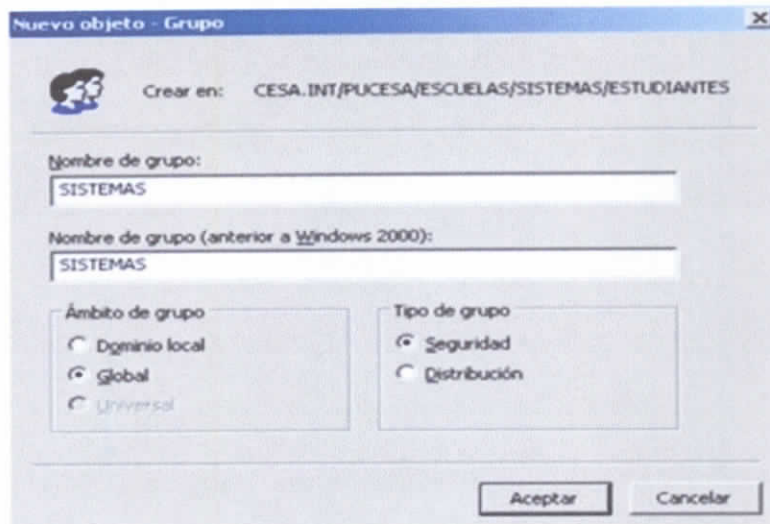 Nuevo objeto - Grupo
Crear en: CESA.INT/PUCESA/ESCUELAS/SISTEMAS/ESTUDIANTES
Nombre de grupo:
SISTEMAS
Nombre de grupo (anterior a Windows 2000):
SISTEMAS
Ámbito de grupo
Dominio local
Global
Universal
Tipo de grupo
Seguridad
Distribución
Aceptar
Cancelar